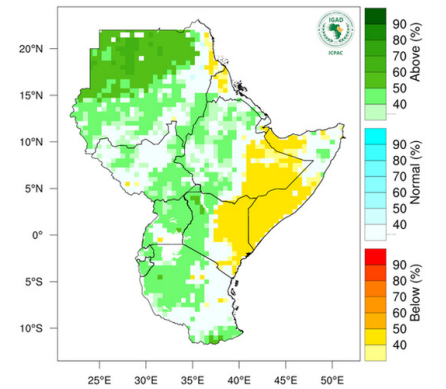 IGAD
ICPAC
20°N
15°N
10°N
5°N
0°
5°S
10°S
25°E
30°E
35°E
40°E
45°E
50°E
90
80
70
60
50
40
Above (%)
90
80
70
60
50
40
Normal (%)
90
80
70
60
50
40
Below (%)